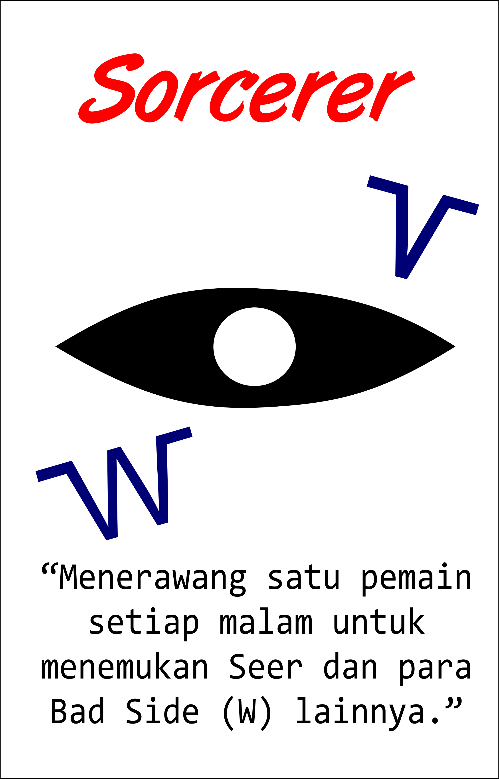 Sorcerer
V
W
“Menerawang satu pemain
setiap malam untuk
menemukan Seer dan para
Bad Side (W) lainnya.”